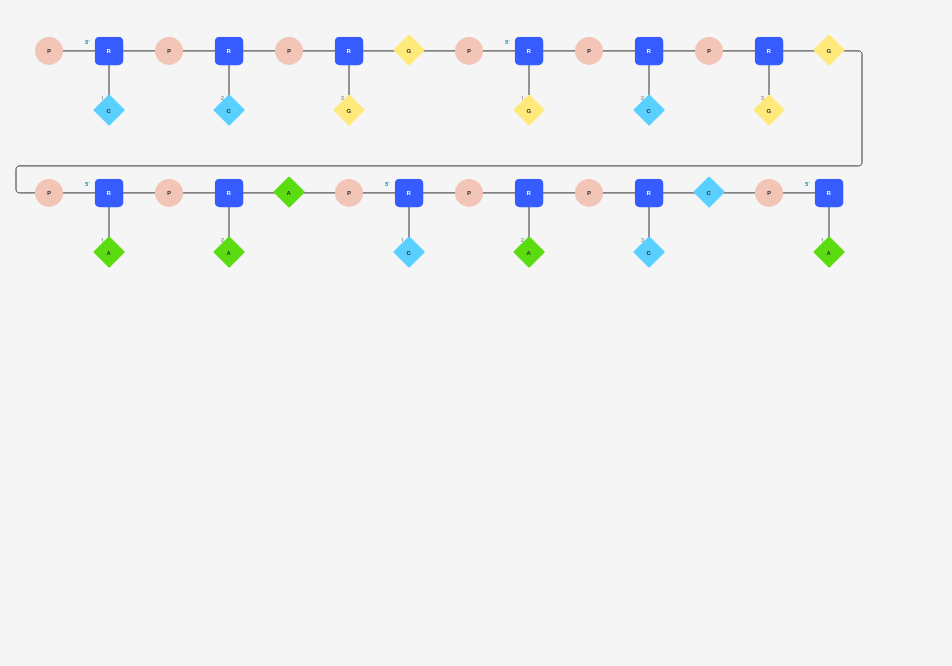 5' 5'
P R P R P R G P R P R P R G
1 2 3 1 2 3
C C G G C G
5' 5' 5'
P R P R A P R P R P R C P R
1 2 1 2 3 1
A A C A C A